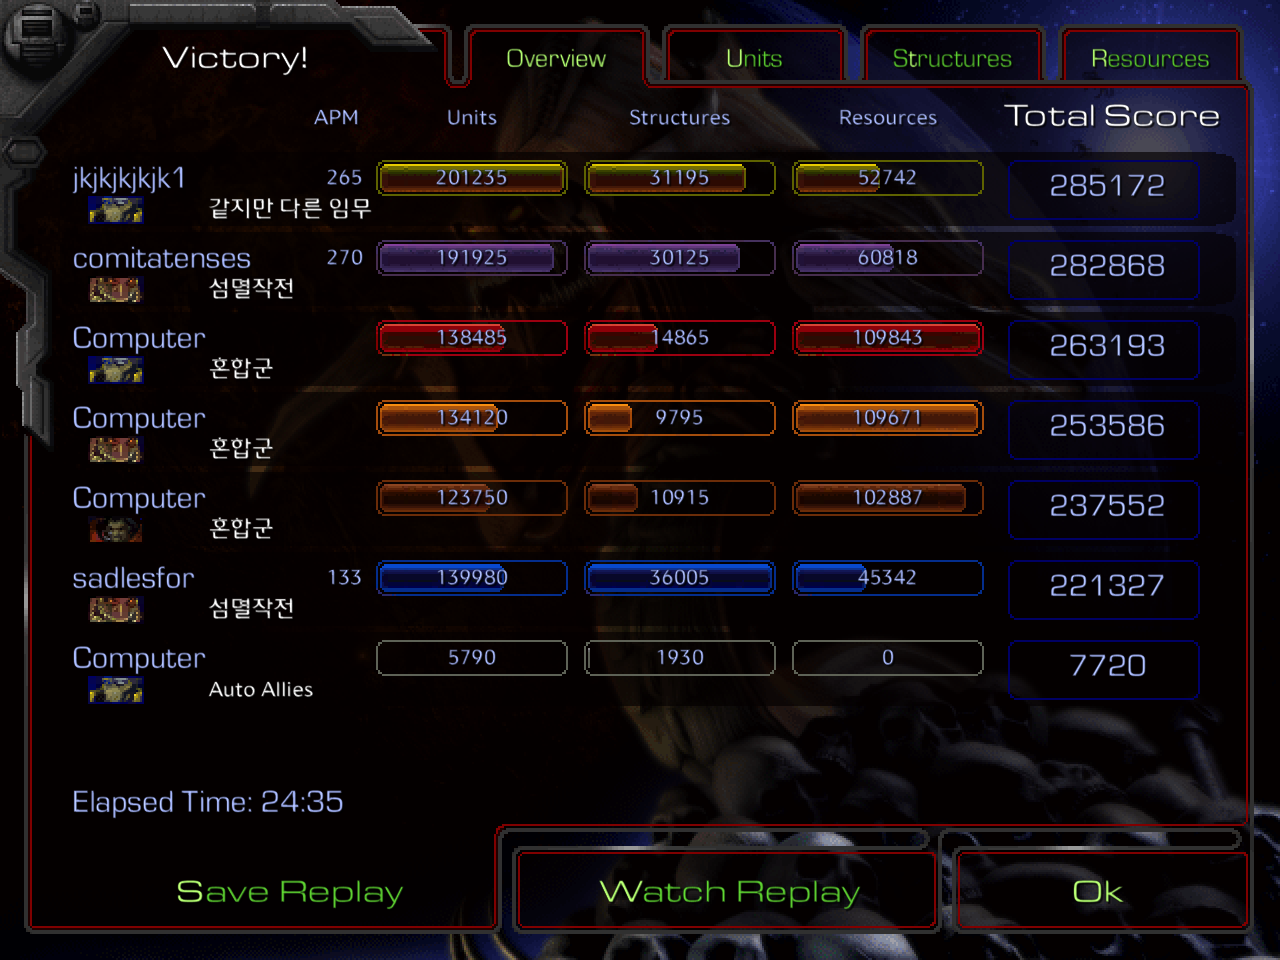 Victory!
Overview
Units
Structures
Resources
APM Units Structures Resources Total Score
jkjkjkjkjk1 265 201235 31195 52742 285172
같지만 다른 임무
comitatenses 270 191925 30125 60818 282868
섬멸작전
Computer 138485 14865 109843 263193
혼합군
Computer 134120 9795 109671 253586
혼합군
Computer 123750 10915 102887 237552
혼합군
sadlesfor 133 139980 36005 45342 221327
섬멸작전
Computer 5790 1930 0 7720
Auto Allies
Elapsed Time: 24:35
Save Replay
Watch Replay
Ok